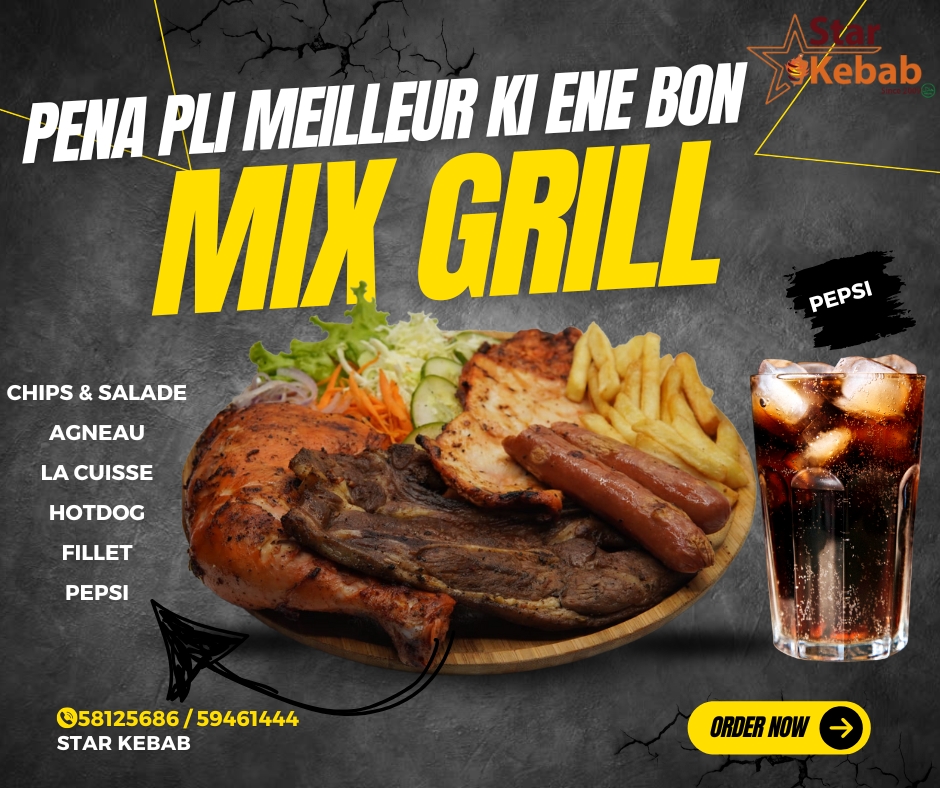 Star
Kebab
PENA PLI MEILLEUR KI ENE BON
MIX GRILL
PEPSI
CHIPS & SALADE
AGNEAU
LA CUISSE
HOTDOG
FILLET
PEPSI
58125686 / 59461444
STAR KEBAB
ORDER NOW